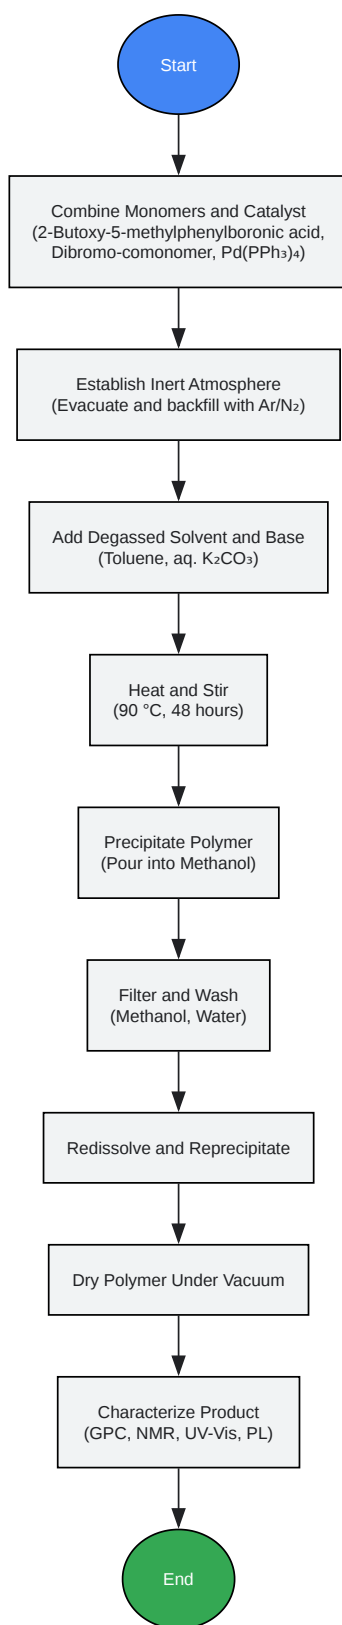 Start
Combine Monomers and Catalyst
(2-Butoxy-5-methylphenylboronic acid,
Dibromo-comonomer, Pd(PPh₃)₄)
Establish Inert Atmosphere
(Evacuate and backfill with Ar/N₂)
Add Degassed Solvent and Base
(Toluene, aq. K₂CO₃)
Heat and Stir
(90 °C, 48 hours)
Precipitate Polymer
(Pour into Methanol)
Filter and Wash
(Methanol, Water)
Redissolve and Reprecipitate
Dry Polymer Under Vacuum
Characterize Product
(GPC, NMR, UV-Vis, PL)
End